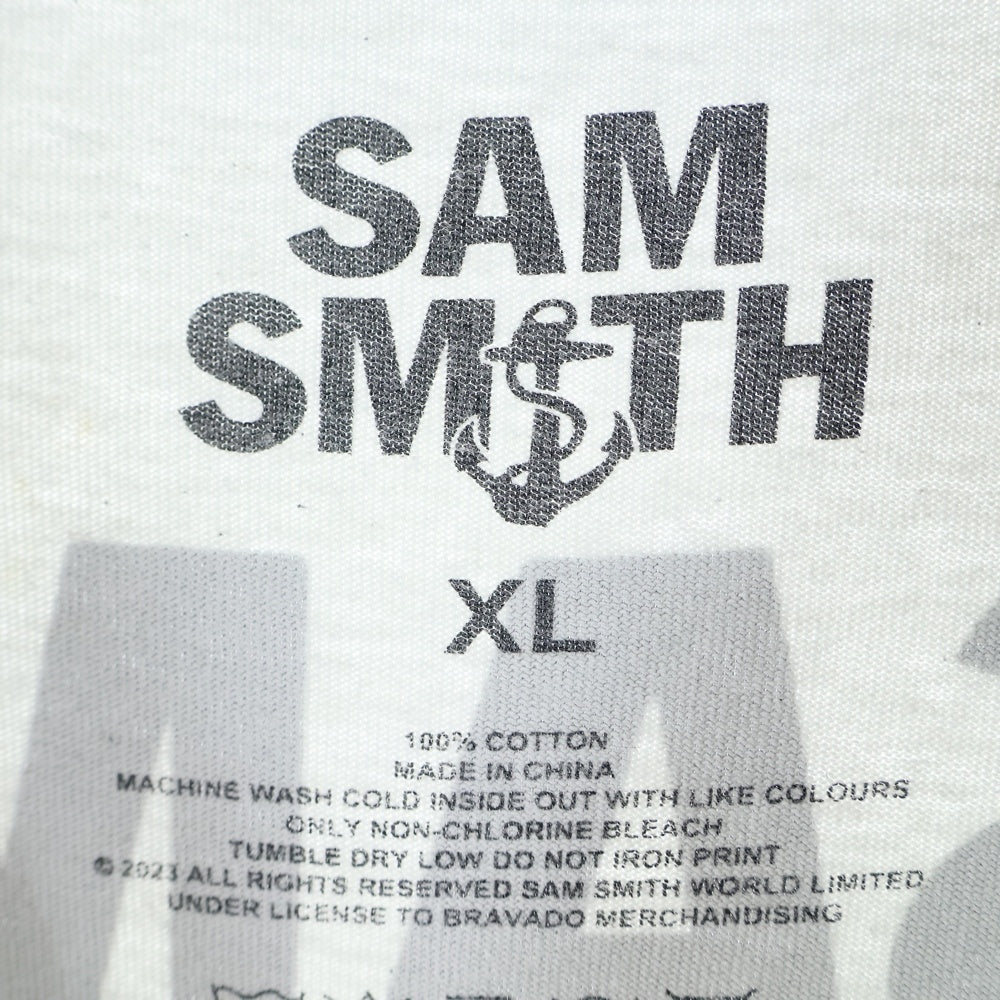 SAM
SMITH
XL
100% COTTON
MADE IN CHINA
MACHINE WASH COLD INSIDE OUT WITH LIKE COLOURS
ONLY NON-CHLORINE BLEACH
TUMBLE DRY LOW DO NOT IRON PRINT
© 2023 ALL RIGHTS RESERVED SAM SMITH WORLD LIMITED
UNDER LICENSE TO BRAVADO MERCHANDISING